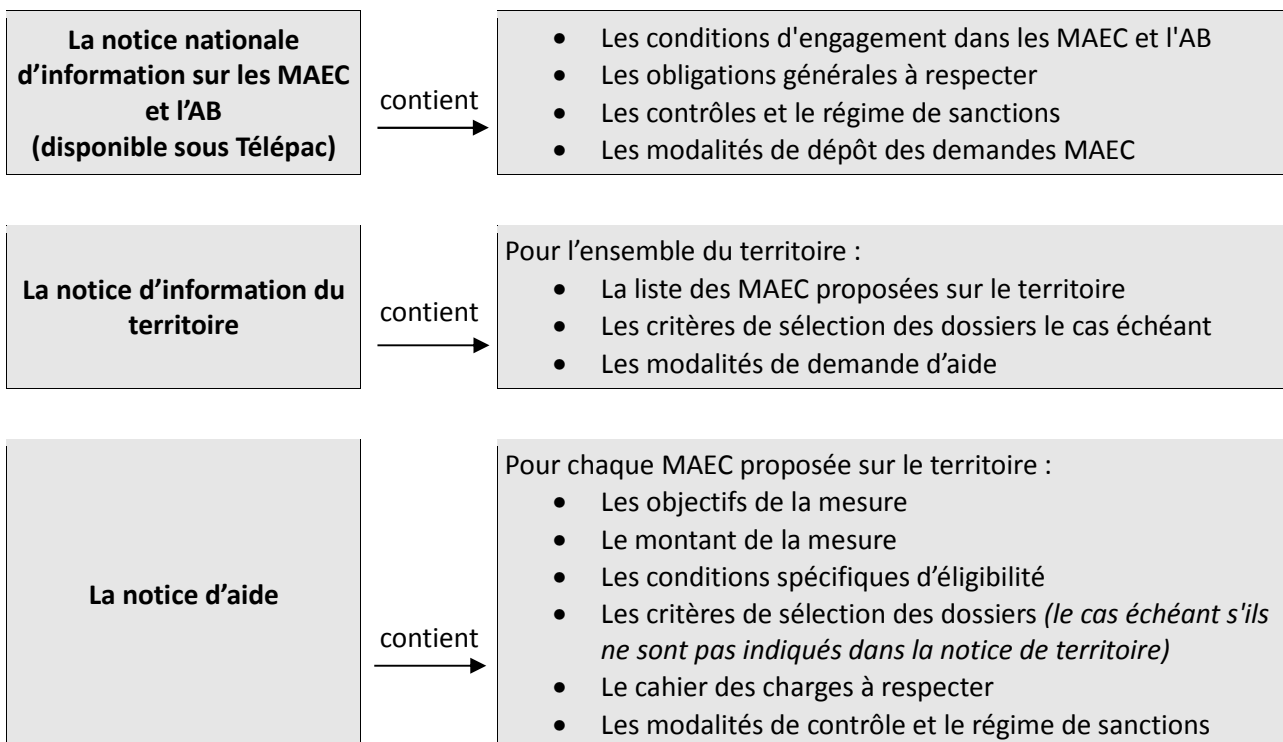 La notice nationale
d’information sur les MAEC
et l’AB
(disponible sous Télépac)
contient
• Les conditions d'engagement dans les MAEC et l'AB
• Les obligations générales à respecter
• Les contrôles et le régime de sanctions
• Les modalités de dépôt des demandes MAEC
La notice d’information du
territoire
contient
Pour l’ensemble du territoire :
• La liste des MAEC proposées sur le territoire
• Les critères de sélection des dossiers le cas échéant
• Les modalités de demande d’aide
La notice d’aide
contient
Pour chaque MAEC proposée sur le territoire :
• Les objectifs de la mesure
• Le montant de la mesure
• Les conditions spécifiques d’éligibilité
• Les critères de sélection des dossiers (le cas échéant s'ils
ne sont pas indiqués dans la notice de territoire)
• Le cahier des charges à respecter
• Les modalités de contrôle et le régime de sanctions